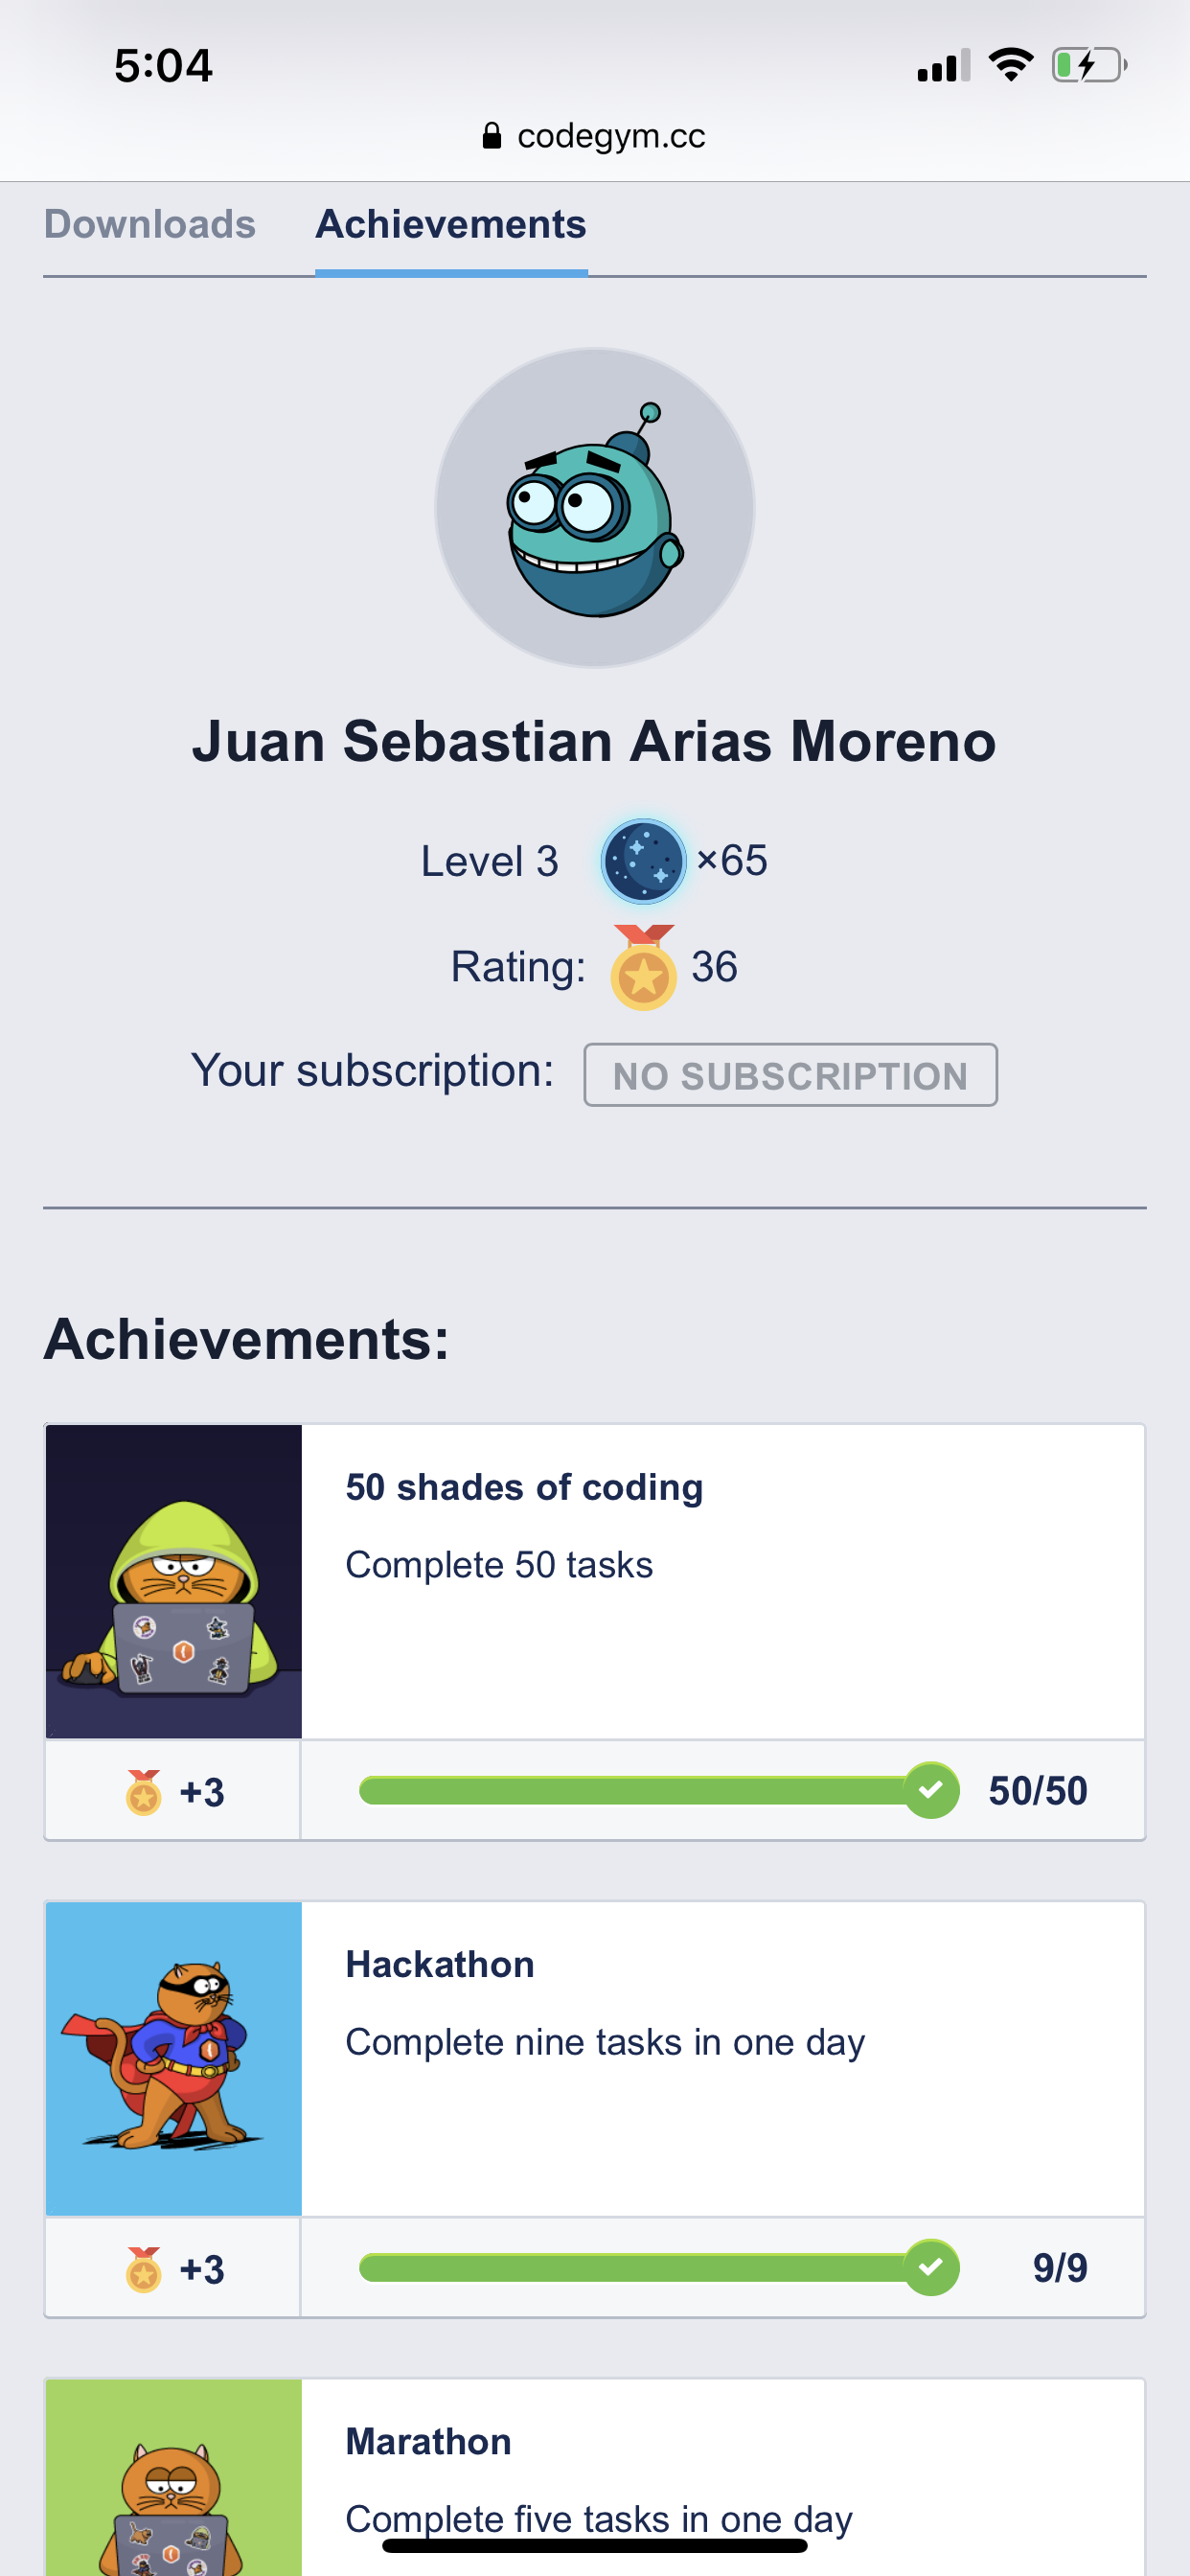 5:04
codegym.cc
Downloads Achievements
Juan Sebastian Arias Moreno
Level 3 ×65
Rating: 36
Your subscription: NO SUBSCRIPTION
Achievements:
50 shades of coding
Complete 50 tasks
+3 50/50
Hackathon
Complete nine tasks in one day
+3 9/9
Marathon
Complete five tasks in one day